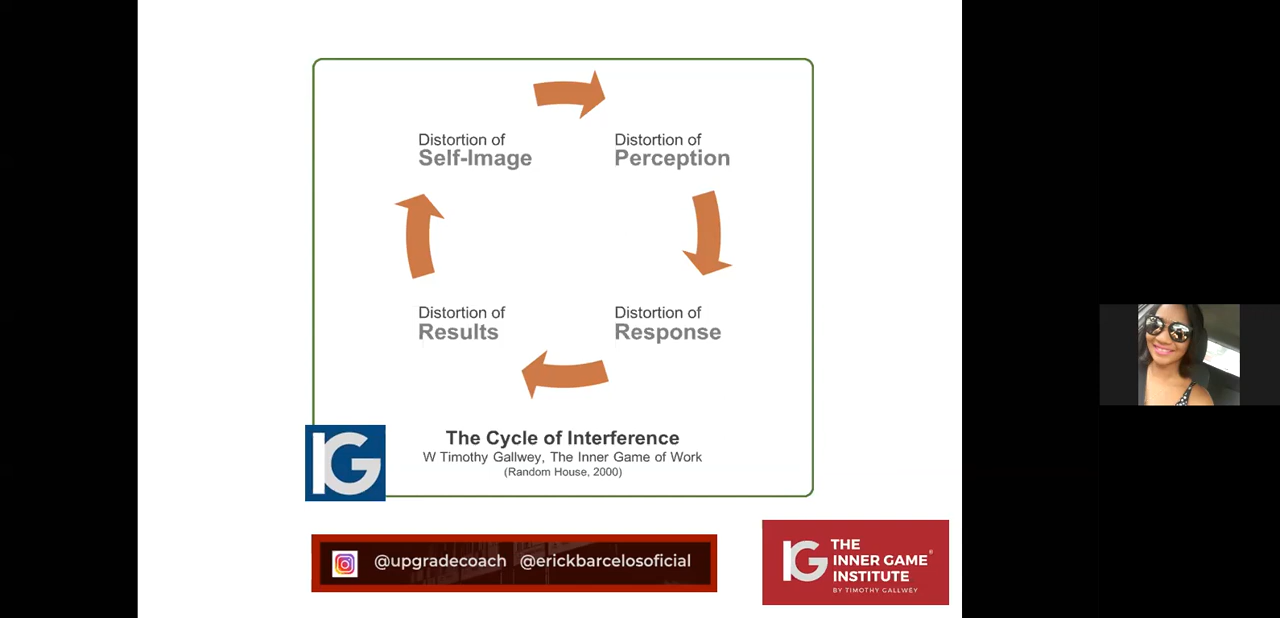 Distortion of
Self-Image
Distortion of
Perception
Distortion of
Results
Distortion of
Response
The Cycle of Interference
W Timothy Gallwey, The Inner Game of Work
(Random House, 2000)
IG
@upgradecoach @erickbarcelosoficial
IG
THE
INNER GAME®
INSTITUTE
BY TIMOTHY GALLWEY